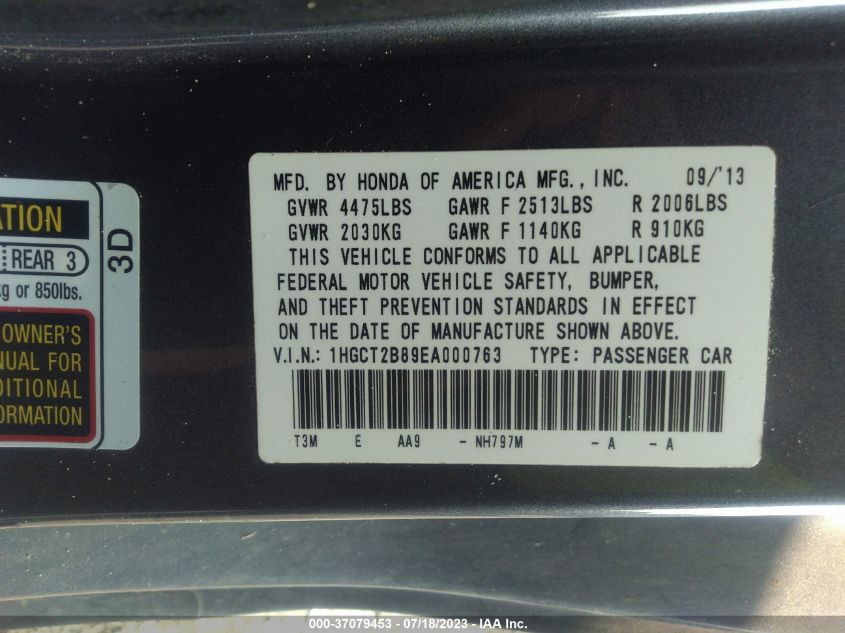 ATION
REAR 3
kg or 850lbs.
OWNER'S
NUAL FOR
DITIONAL
ORMATION
3D
MFD. BY HONDA OF AMERICA MFG., INC. 09/'13
GVWR 4475LBS GAWR F 2513LBS R 2006LBS
GVWR 2030KG GAWR F 1140KG R 910KG
THIS VEHICLE CONFORMS TO ALL APPLICABLE
FEDERAL MOTOR VEHICLE SAFETY, BUMPER,
AND THEFT PREVENTION STANDARDS IN EFFECT
ON THE DATE OF MANUFACTURE SHOWN ABOVE.
V.I.N.: 1HGCT2B89EA000763 TYPE: PASSENGER CAR
T3M E AA9 - NH797M - A - A
000-37079453 - 07/18/2023 - IAA Inc.